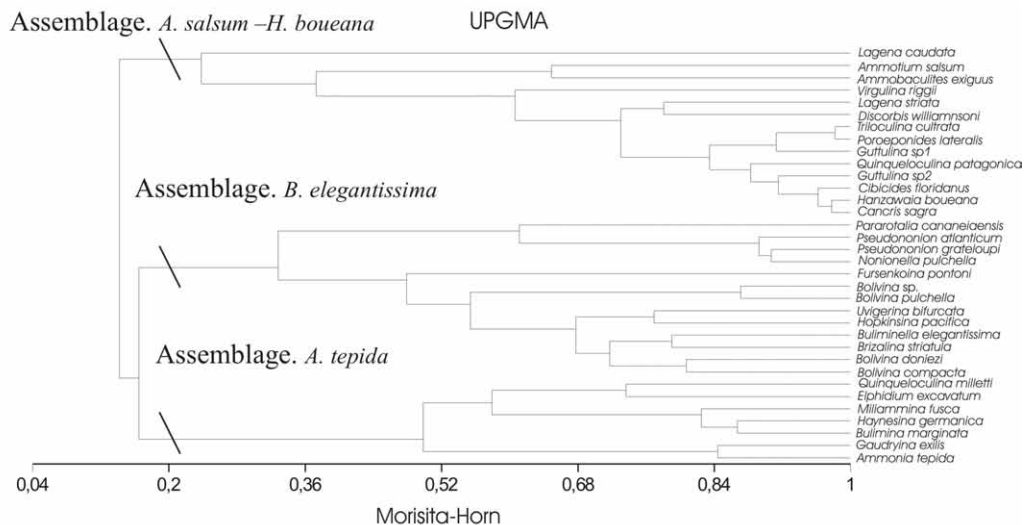 Assemblage. A. salsum –H. boueana
UPGMA
Lagena caudata
Ammotium salsum
Ammobaculites exiguus
Virgulina riggii
Lagena striata
Discorbis williamnsoni
Triloculina cultrata
Poroeponides lateralis
Guttulina sp1
Quinqueloculina patagonica
Guttulina sp2
Cibicides floridanus
Hanzawaia boueana
Cancris sagra
Assemblage. B. elegantissima
Pararotalia cananeiaensis
Pseudononion atlanticum
Pseudononion grateloupi
Nonionella pulchella
Fursenkoina pontoni
Bolivina sp.
Bolivina pulchella
Uvigerina bifurcata
Hopkinsina pacifica
Buliminella elegantissima
Brizalina striatula
Bolivina doniezi
Bolivina compacta
Assemblage. A. tepida
Quinqueloculina milletti
Elphidium excavatum
Miliammina fusca
Haynesina germanica
Bulimina marginata
Gaudryina exilis
Ammonia tepida
0,04 0,2 0,36 0,52 0,68 0,84 1
Morisita-Horn